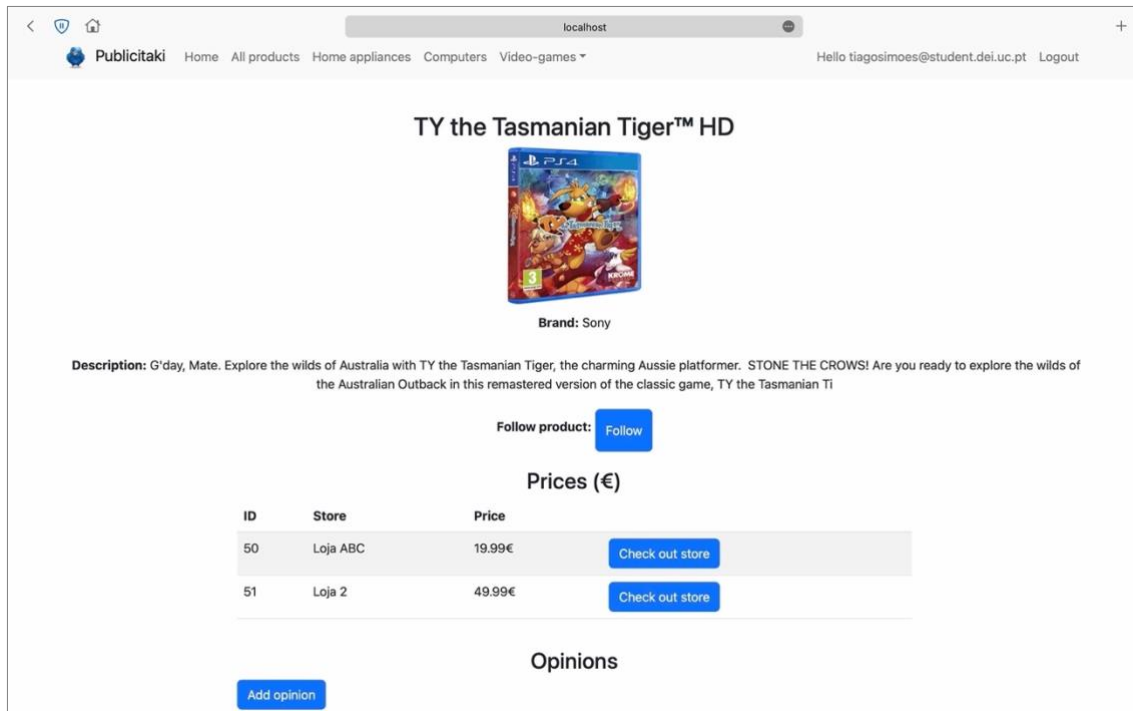 localhost
Publicitaki Home All products Home appliances Computers Video-games Hello tiagosimoes@student.dei.uc.pt Logout
TY the Tasmanian Tiger™ HD
PS4
Tasmanian Tiger
3
KROME
Brand: Sony
Description: G'day, Mate. Explore the wilds of Australia with TY the Tasmanian Tiger, the charming Aussie platformer. STONE THE CROWS! Are you ready to explore the wilds of
the Australian Outback in this remastered version of the classic game, TY the Tasmanian Ti
Follow product: Follow
Prices (€)
ID Store Price
50 Loja ABC 19.99€ Check out store
51 Loja 2 49.99€ Check out store
Opinions
Add opinion